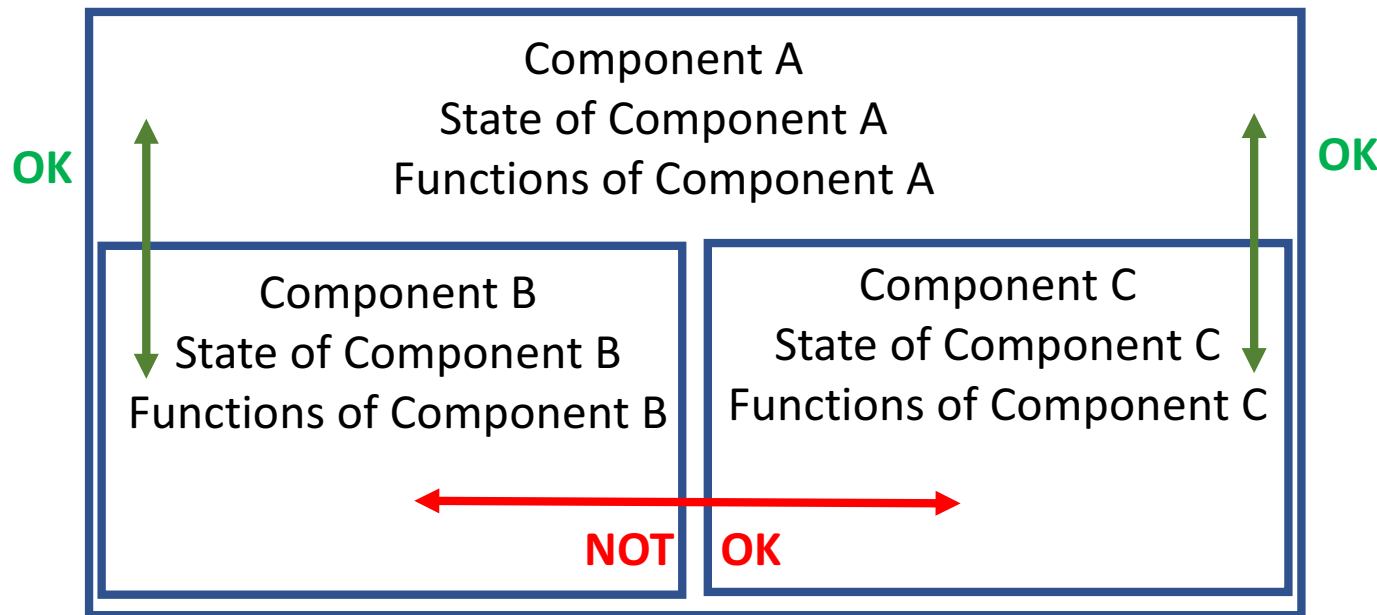 Component A
State of Component A
Functions of Component A
OK
OK
Component B
State of Component B
Functions of Component B
Component C
State of Component C
Functions of Component C
NOT OK